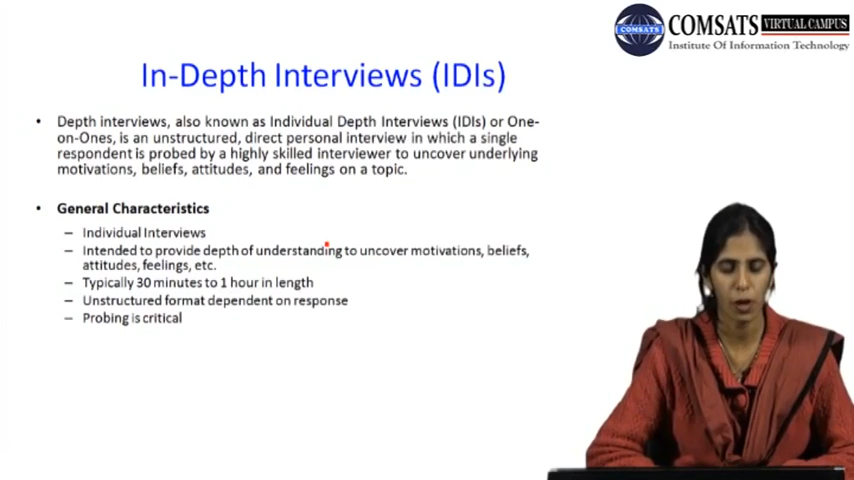 COMSATS VIRTUAL CAMPUS
COMSATS
Institute Of Information Technology
In-Depth Interviews (IDIs)
• Depth interviews, also known as Individual Depth Interviews (IDIs) or One-
on-Ones, is an unstructured, direct personal interview in which a single
respondent is probed by a highly skilled interviewer to uncover underlying
motivations, beliefs, attitudes, and feelings on a topic.
• General Characteristics
– Individual Interviews
– Intended to provide depth of understanding to uncover motivations, beliefs,
attitudes, feelings, etc.
– Typically 30 minutes to 1 hour in length
– Unstructured format dependent on response
– Probing is critical